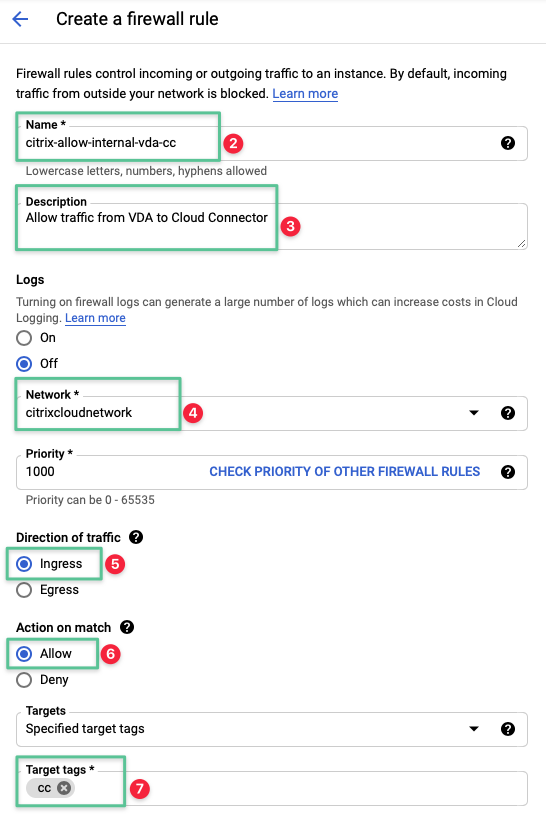 Create a firewall rule
Firewall rules control incoming or outgoing traffic to an instance. By default, incoming
traffic from outside your network is blocked. Learn more
Name *
citrix-allow-internal-vda-cc
2
Lowercase letters, numbers, hyphens allowed
Description
Allow traffic from VDA to Cloud Connector
3
Logs
Turning on firewall logs can generate a large number of logs which can increase costs in Cloud
Logging. Learn more
On
Off
Network *
citrixcloudnetwork
4
Priority *
1000 CHECK PRIORITY OF OTHER FIREWALL RULES
Priority can be 0 - 65535
Direction of traffic
Ingress
5
Egress
Action on match
Allow
6
Deny
Targets
Specified target tags
Target tags *
cc
7